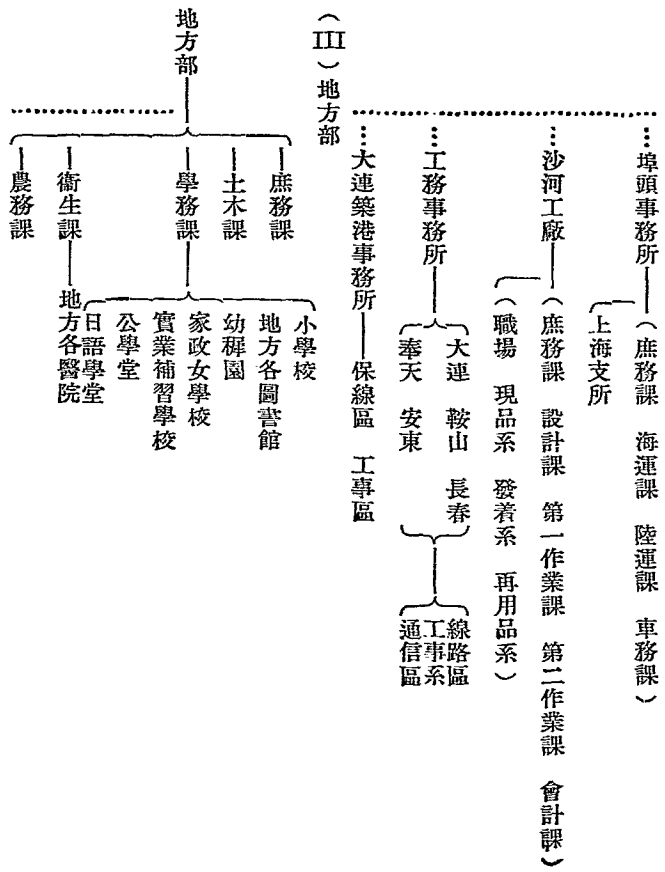 埠頭事務所
（庶務課 海運課 陸運課 車務課）
上海支所
沙河工廠
（庶務課 設計課 第一作業課 第二作業課 會計課）
（職場 現品系 發着系 再用品系）
工務事務所
大連 鞍山 長春
奉天 安東
線路區
工事系
通信區
大連築港事務所
保線區 工事區
（III）地方部
地方部
庶務課
土木課
學務課
小學校
地方各圖書館
幼稺園
家政女學校
實業補習學校
公學堂
日語學堂
衞生課
地方各醫院
農務課